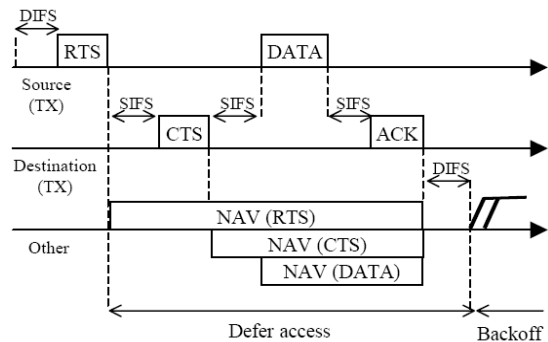 DIFS
RTS
DATA
Source
(TX)
SIFS
SIFS
SIFS
CTS
ACK
Destination
(TX)
DIFS
NAV (RTS)
Other
NAV (CTS)
NAV (DATA)
Defer access
Backoff